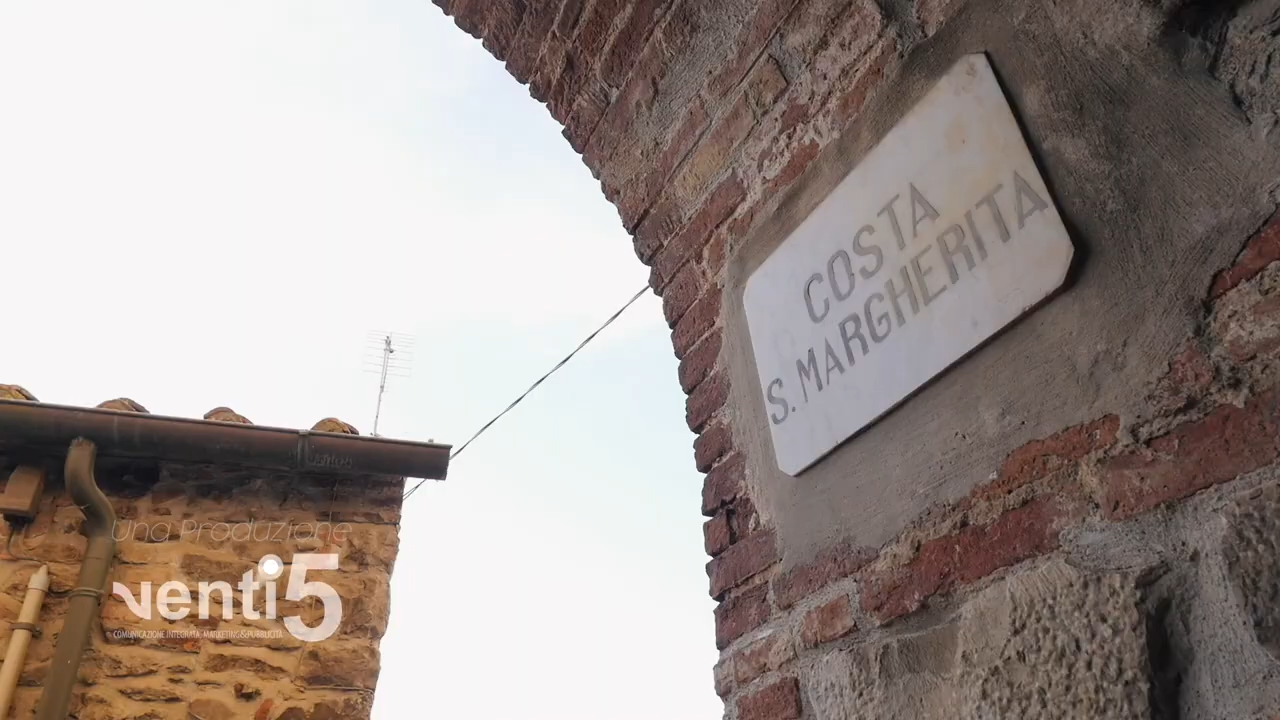 COSTA
S. MARGHERITA
Una Produzione
venti5
COMUNICAZIONE INTEGRATA, MARKETING&PUBBLICITÀ